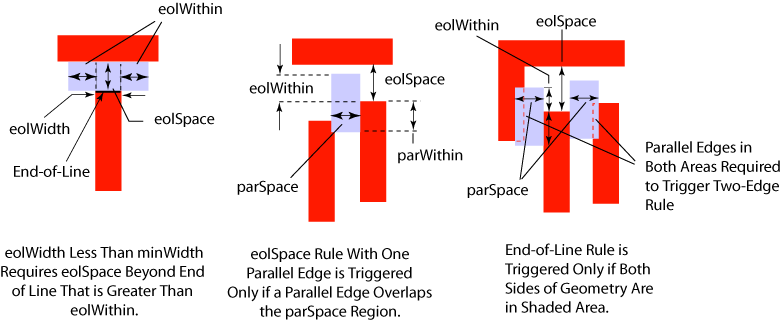 eolWithin
eolWidth
eolSpace
End-of-Line
eolWidth Less Than minWidth
Requires eolSpace Beyond End
of Line That is Greater Than
eolWithin.
eolWithin
eolSpace
parWithin
parSpace
eolSpace Rule With One
Parallel Edge is Triggered
Only if a Parallel Edge Overlaps
the parSpace Region.
eolSpace
eolWithin
parSpace
Parallel Edges in
Both Areas Required
to Trigger Two-Edge
Rule
End-of-Line Rule is
Triggered Only if Both
Sides of Geometry Are
in Shaded Area.